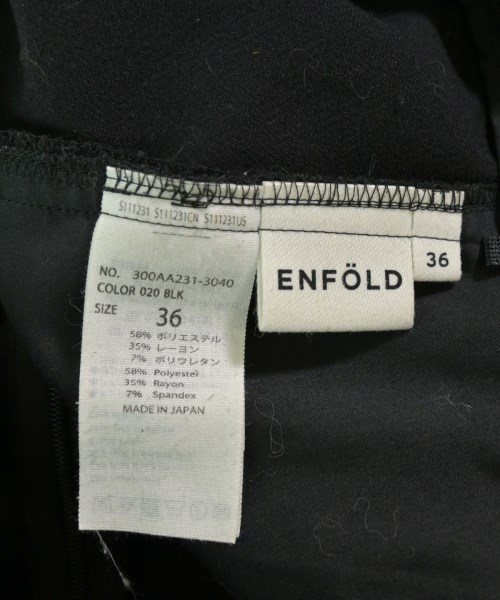 S111231 S111231CN S111231US
NO. 300AA231-3040
COLOR 020 BLK
SIZE 36
58% ポリエステル
35% レーヨン
7% ポリウレタン
58% Polyester
35% Rayon
7% Spandex
MADE IN JAPAN
ENFÖLD
36